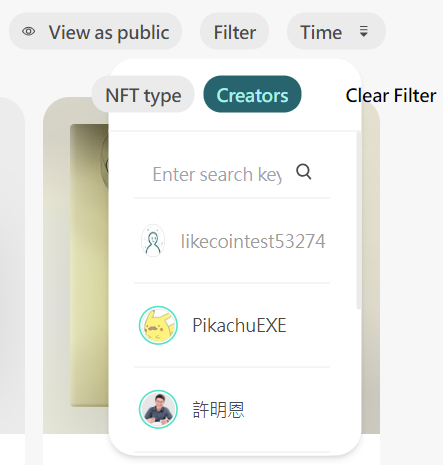 View as public
Filter
Time
NFT type
Creators
Clear Filter
Enter search key
likecointest53274
PikachuEXE
許明恩